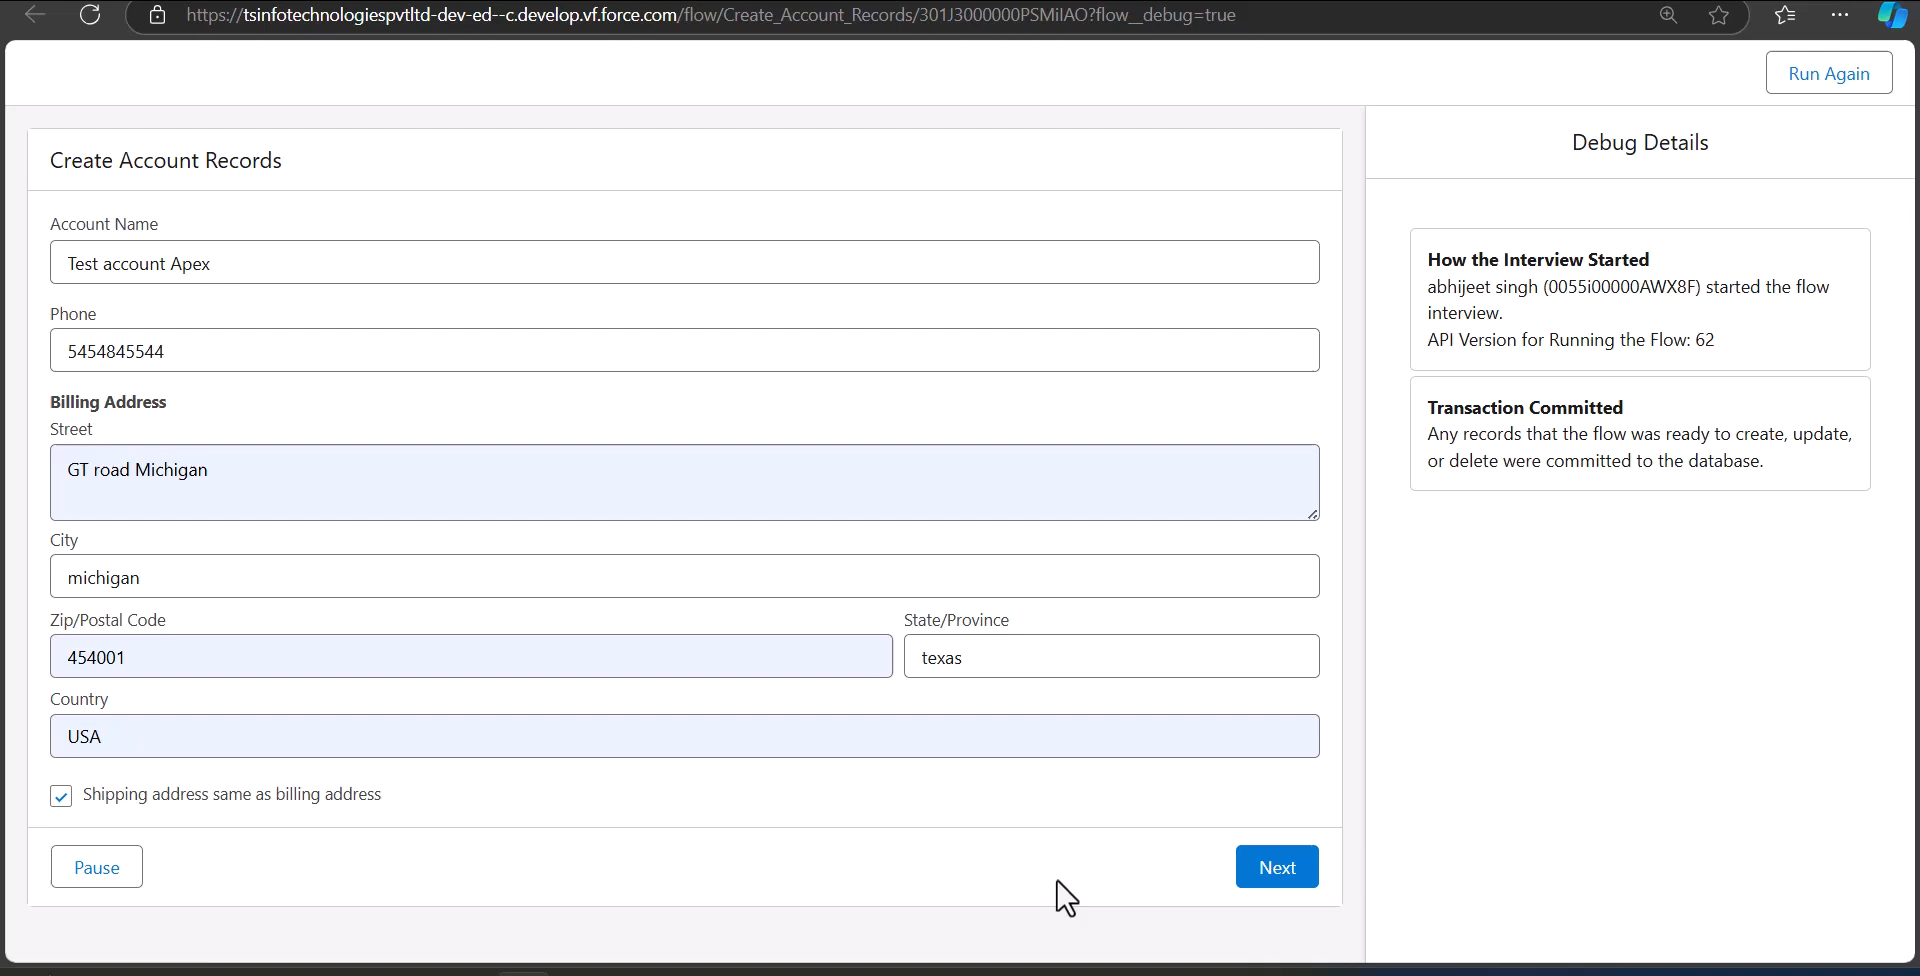 https://tsinfotechnologiespvtltd-dev-ed--c.develop.vf.force.com/flow/Create_Account_Records/301J3000000PSMiIAO?flow__debug=true
Run Again
Create Account Records
Account Name
Test account Apex
Phone
5454845544
Billing Address
Street
GT road Michigan
City
michigan
Zip/Postal Code
State/Province
454001
texas
Country
USA
Shipping address same as billing address
Pause
Next
Debug Details
How the Interview Started
abhijeet singh (0055i00000AWX8F) started the flow
interview.
API Version for Running the Flow: 62
Transaction Committed
Any records that the flow was ready to create, update,
or delete were committed to the database.